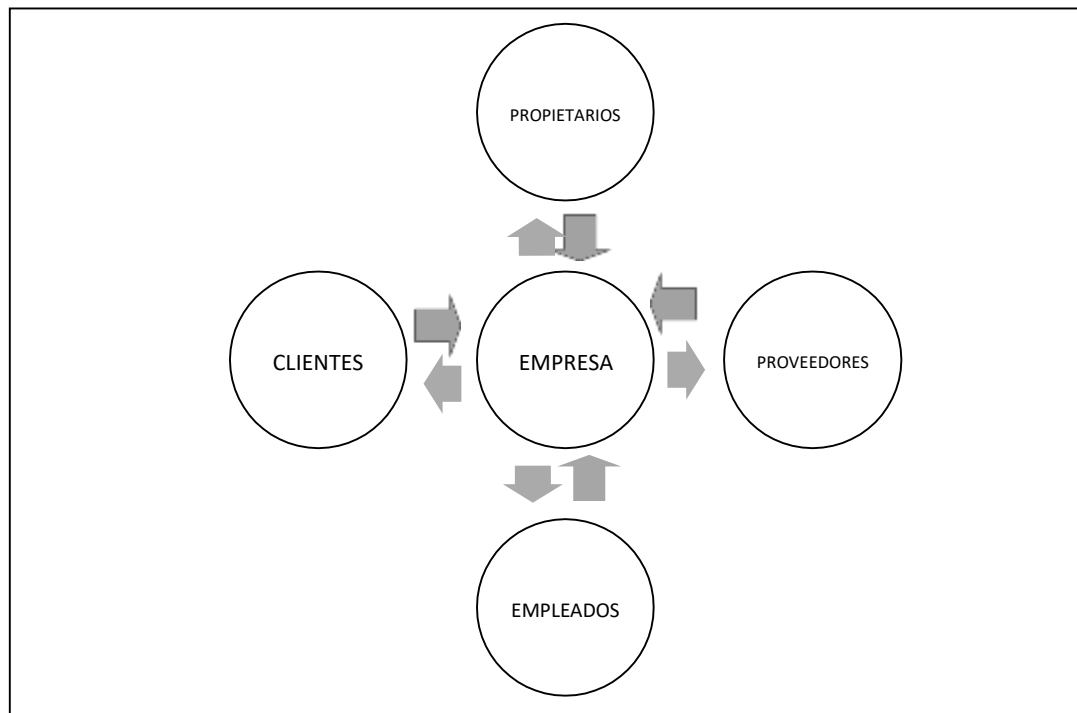 PROPIETARIOS
CLIENTES
EMPRESA
PROVEEDORES
EMPLEADOS